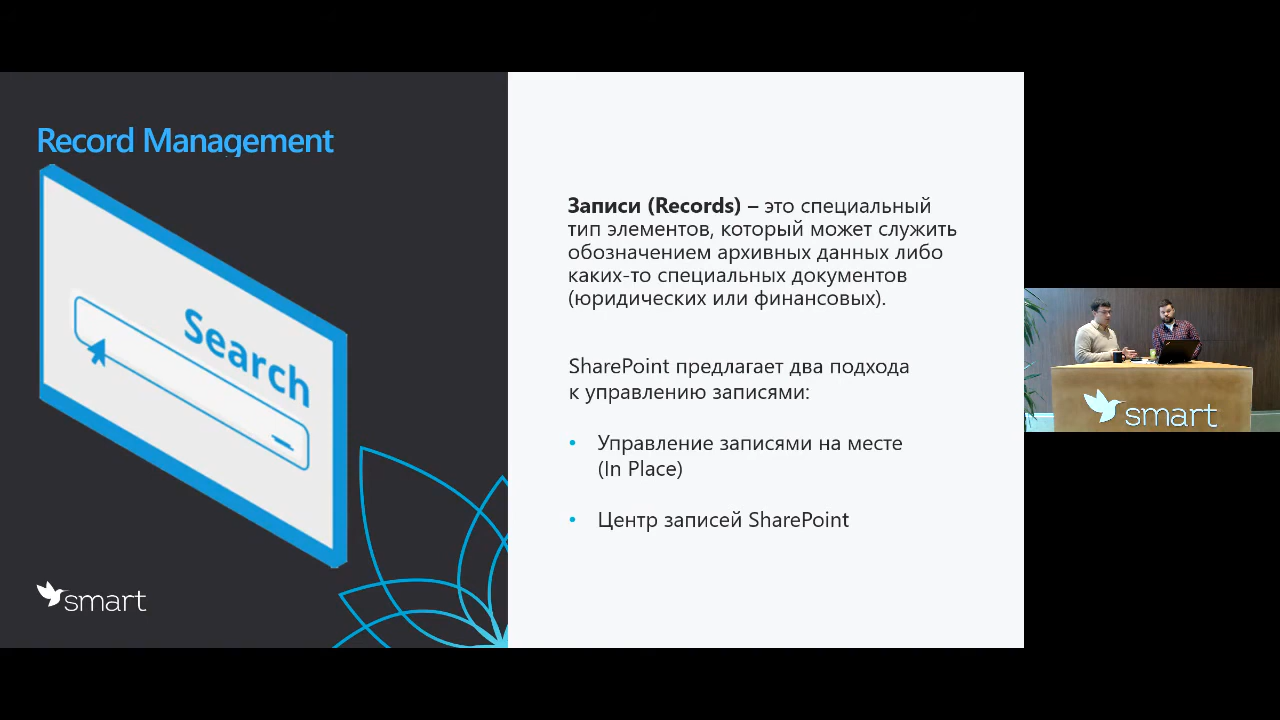 Record Management
Search
smart
Записи (Records) – это специальный
тип элементов, который может служить
обозначением архивных данных либо
каких-то специальных документов
(юридических или финансовых).
SharePoint предлагает два подхода
к управлению записями:
• Управление записями на месте
(In Place)
• Центр записей SharePoint
smart